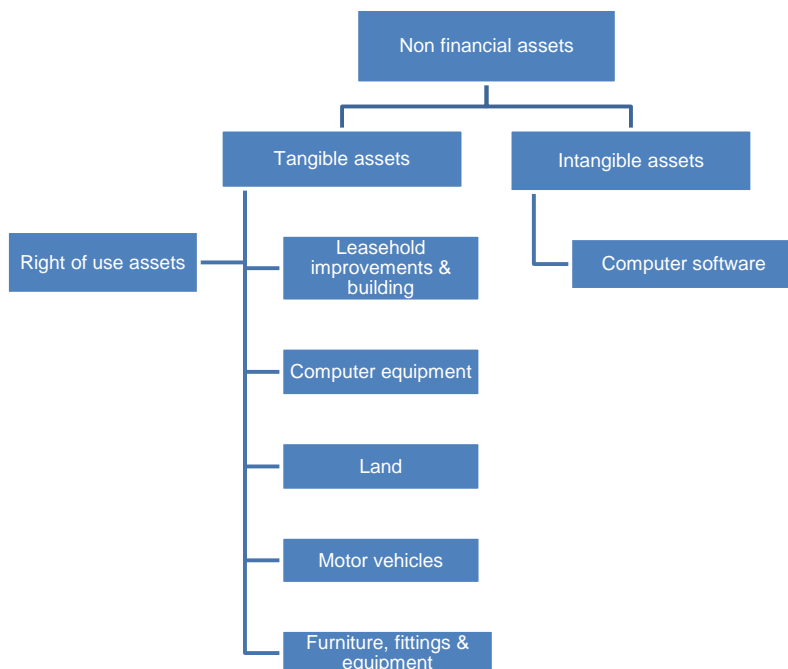 Non financial assets
Tangible assets
Intangible assets
Right of use assets
Leasehold
improvements &
building
Computer software
Computer equipment
Land
Motor vehicles
Furniture, fittings &
equipment